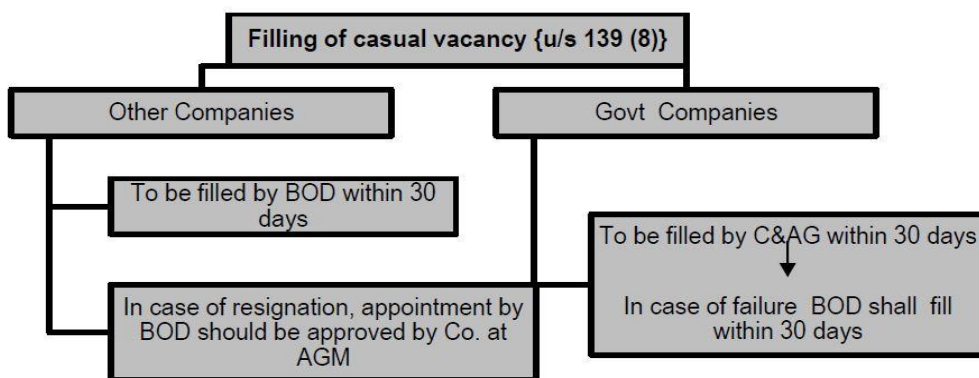 Filling of casual vacancy {u/s 139 (8)}
Other Companies
Govt Companies
To be filled by BOD within 30
days
In case of resignation, appointment by
BOD should be approved by Co. at
AGM
To be filled by C&AG within 30 days
In case of failure BOD shall fill
within 30 days